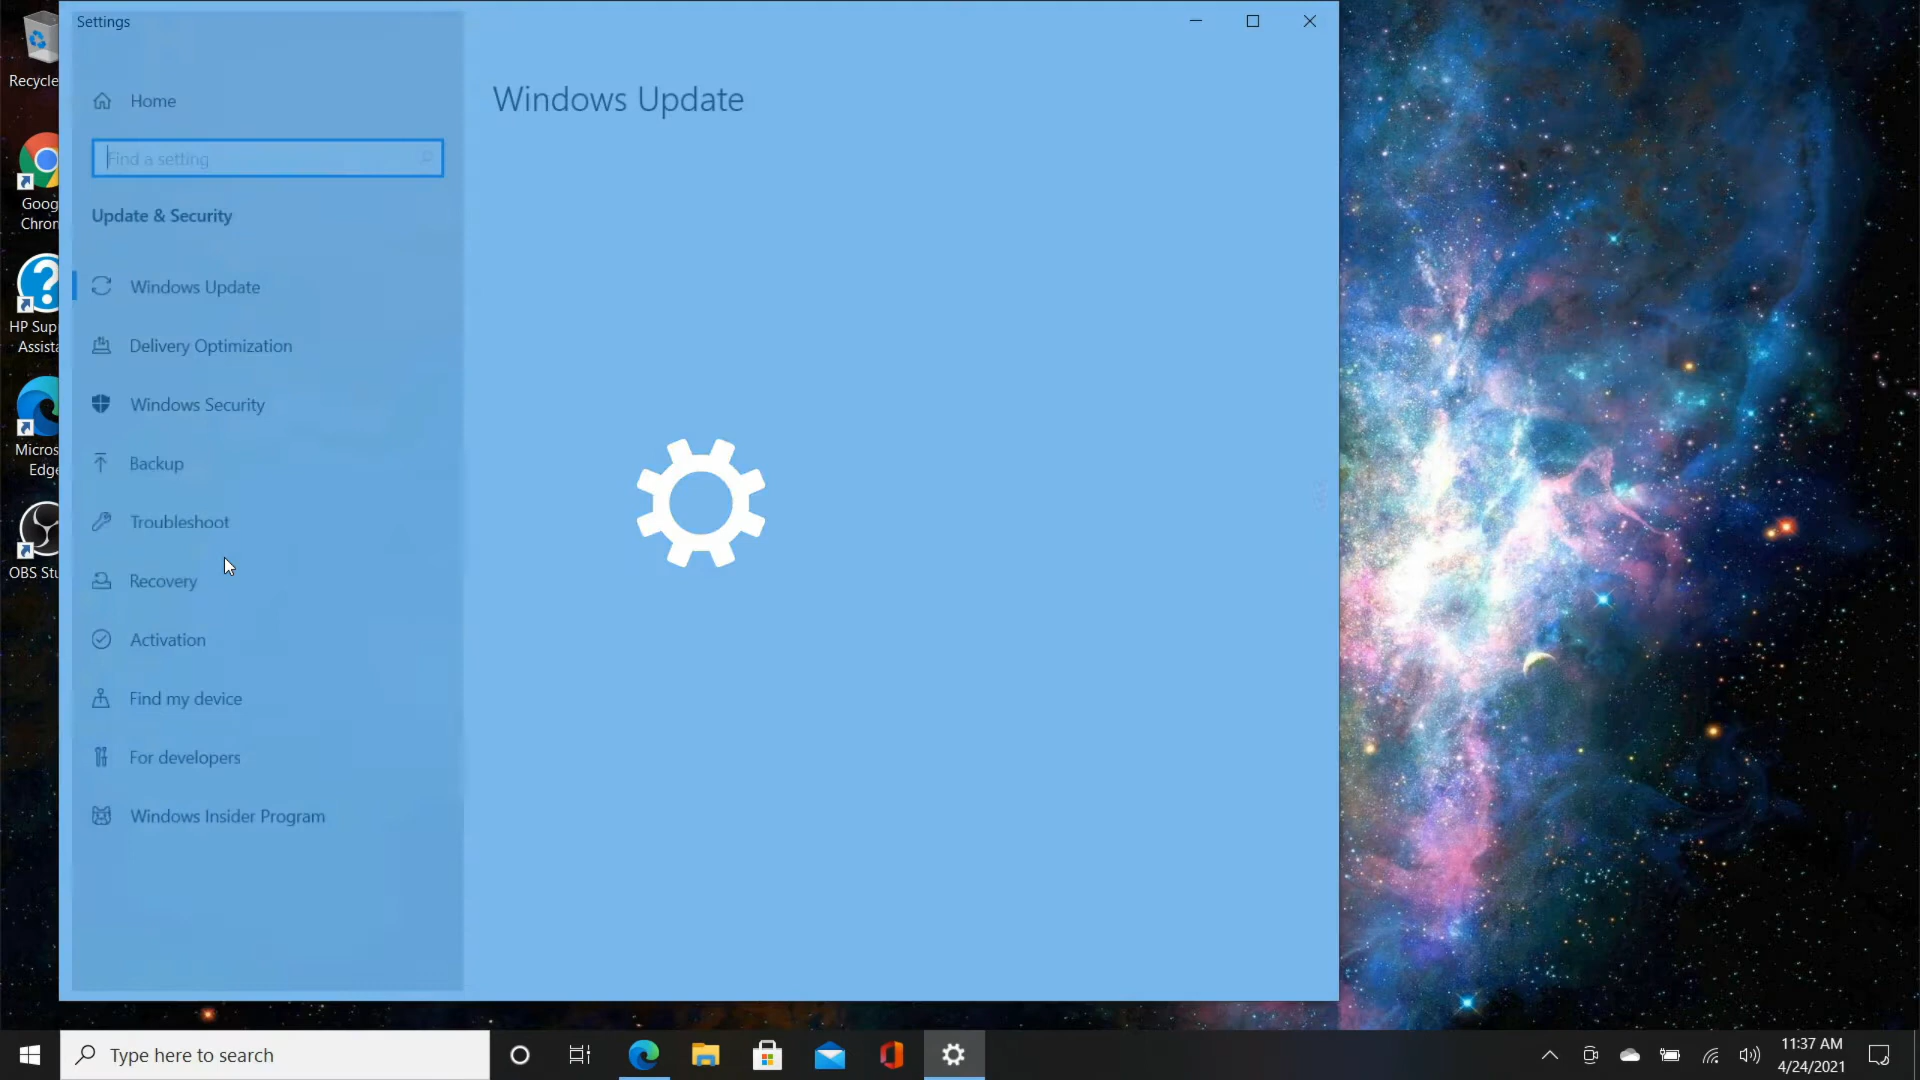 Settings
Home
Find a setting
Update & Security
Windows Update
Delivery Optimization
Windows Security
Backup
Troubleshoot
Recovery
Activation
Find my device
For developers
Windows Insider Program
Windows Update
Recycle
Goog
Chron
HP Sup
Assista
Micros
Edge
OBS Stu
Type here to search
11:37 AM
4/24/2021